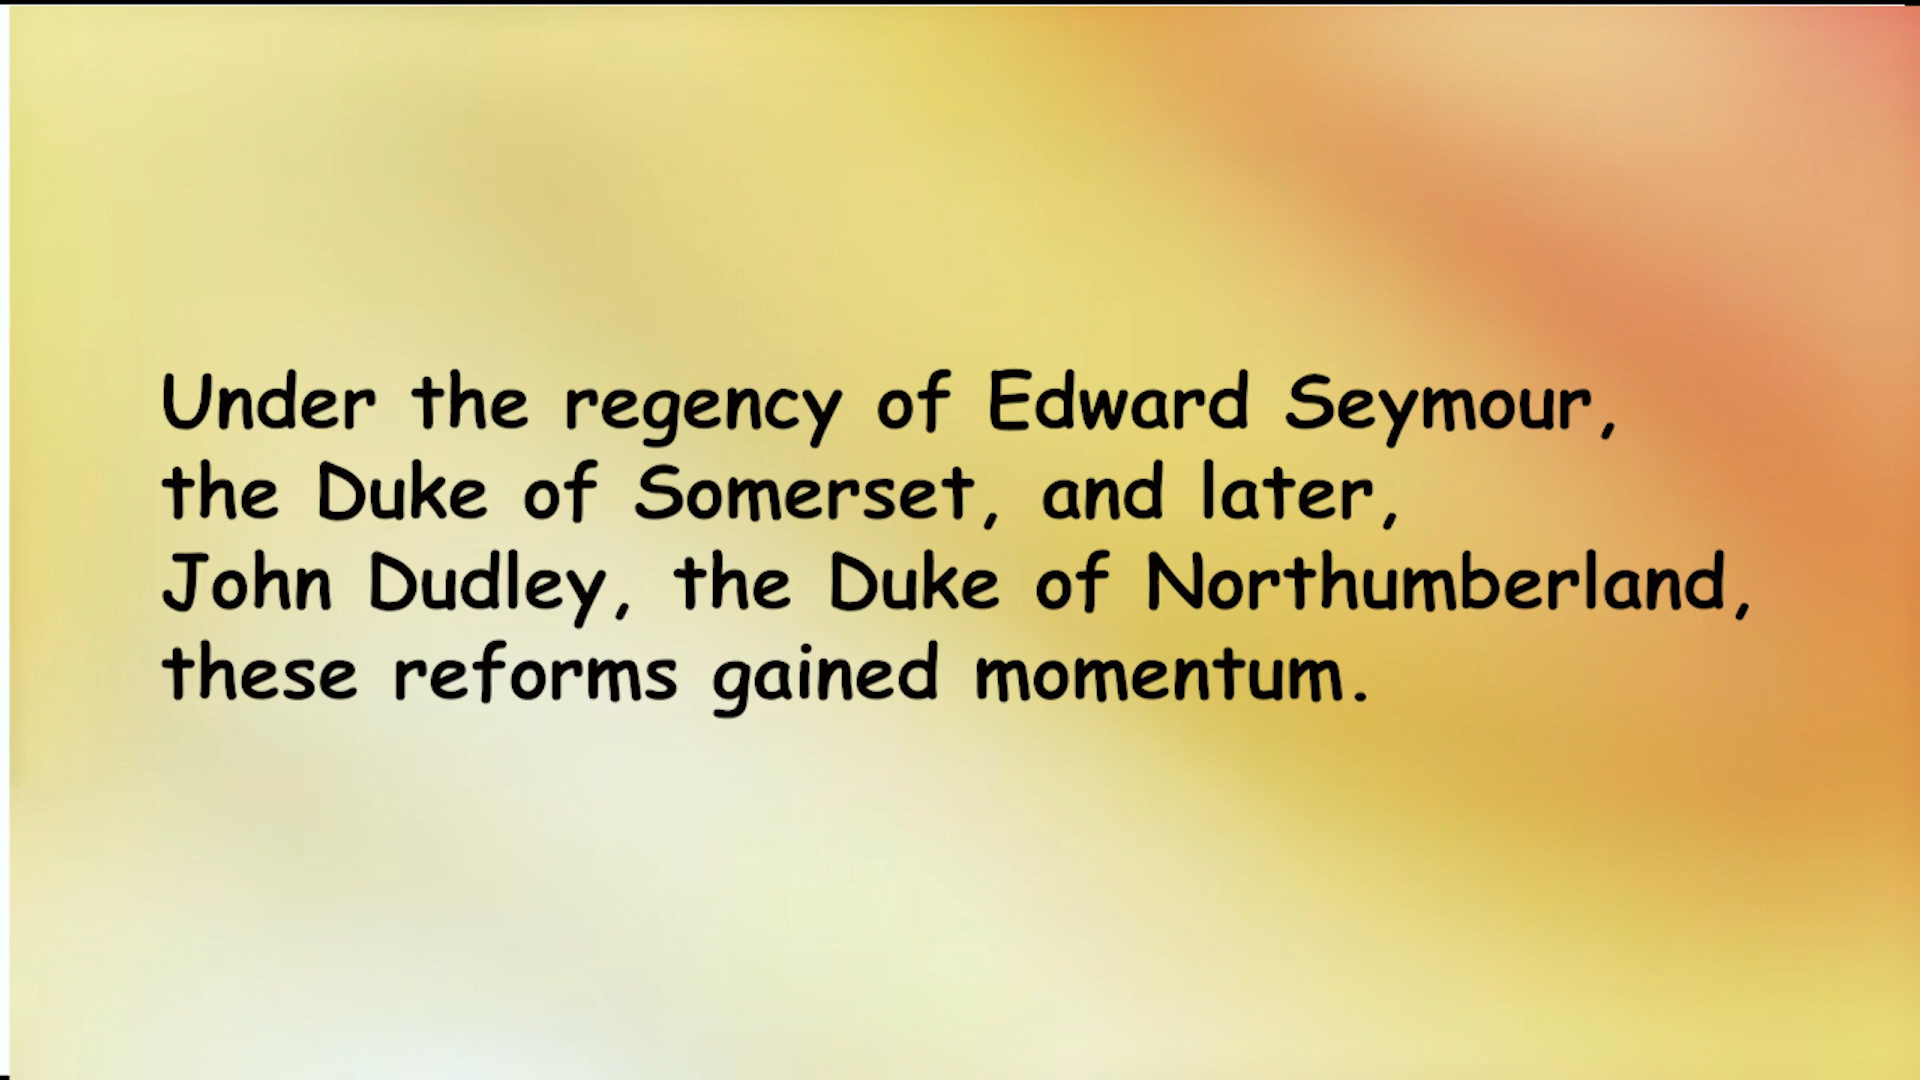 Under the regency of Edward Seymour,
the Duke of Somerset, and later,
John Dudley, the Duke of Northumberland,
these reforms gained momentum.